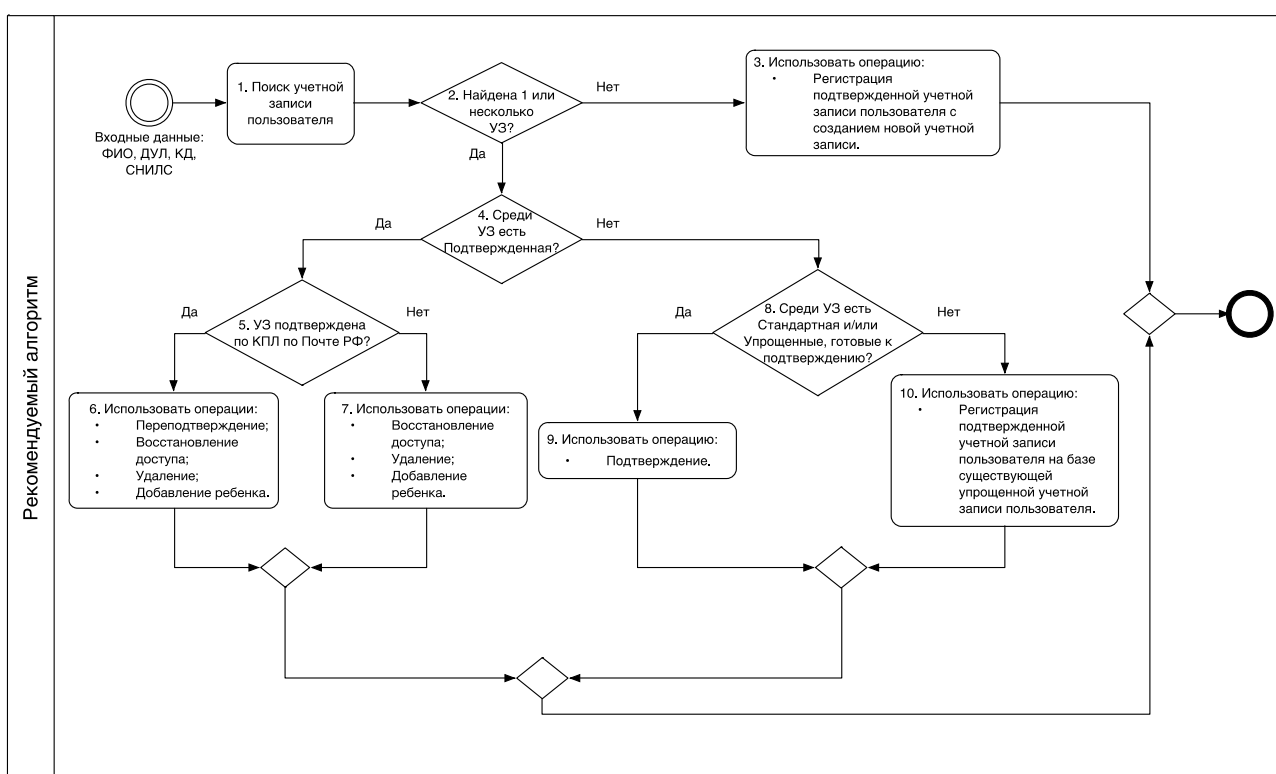 Рекомендуемый алгоритм
Входные данные:
ФИО, ДУЛ, КД,
СНИЛС
1. Поиск учетной
записи
пользователя
2. Найдена 1 или
несколько
УЗ?
Нет
Да
3. Использовать операцию:
• Регистрация
подтвержденной учетной
записи пользователя с
созданием новой учетной
записи.
4. Среди
УЗ есть
Подтвержденная?
Да
Нет
5. УЗ подтверждена
по КПЛ по Почте РФ?
Да
Нет
6. Использовать операции:
• Переподтверждение;
• Восстановление
доступа;
• Удаление;
• Добавление ребенка.
7. Использовать операции:
• Восстановление
доступа;
• Удаление;
• Добавление
ребенка.
8. Среди УЗ есть
Стандартная и/или
Упрощенные, готовые к
подтверждению?
Да
Нет
9. Использовать операцию:
• Подтверждение.
10. Использовать операцию:
• Регистрация
подтвержденной
учетной записи
пользователя на базе
существующей
упрощенной учетной
записи пользователя.